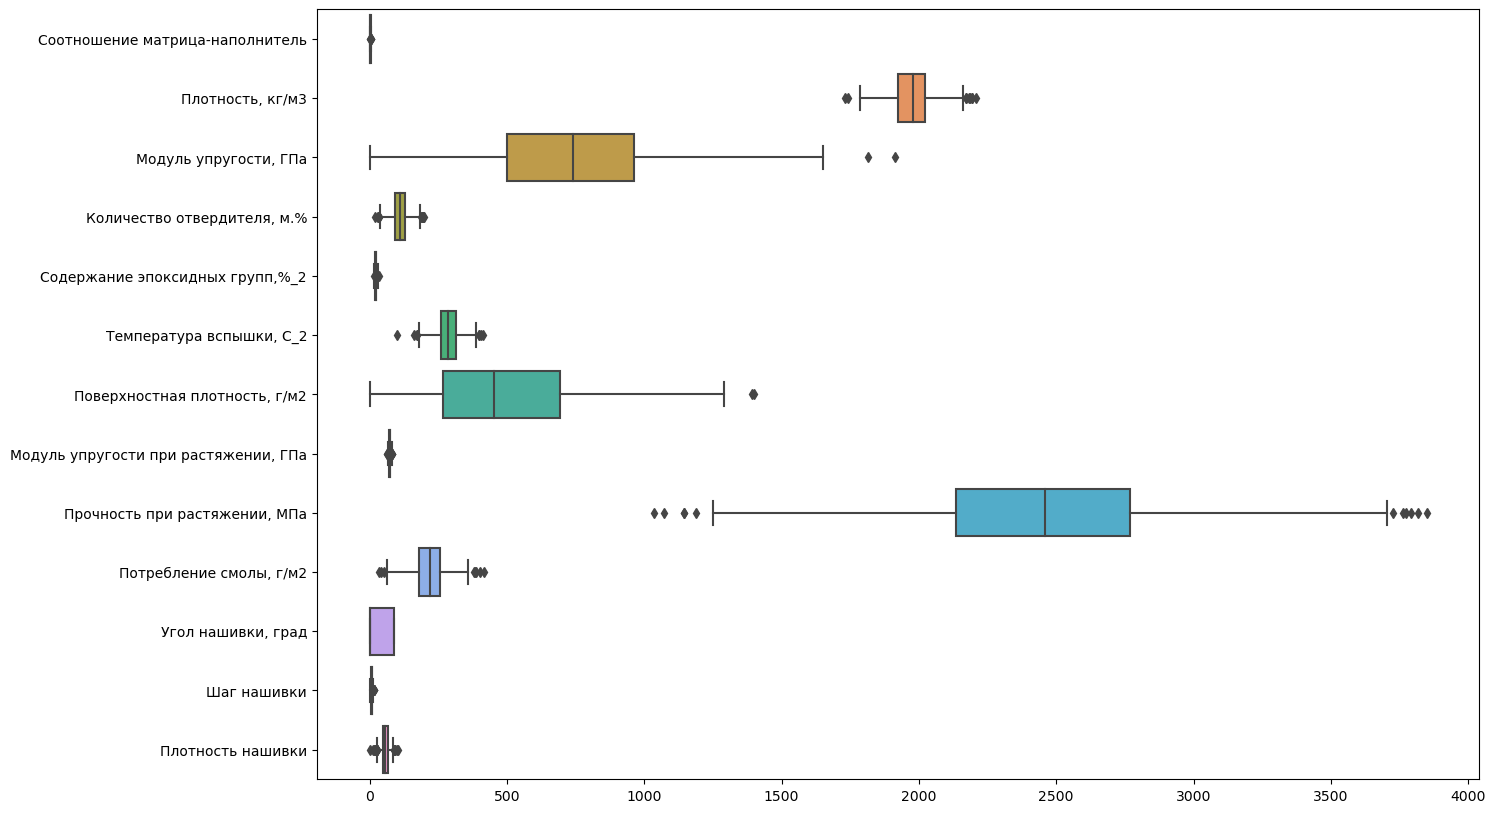 Соотношение матрица-наполнитель
Плотность, кг/м3
Модуль упругости, ГПа
Количество отвердителя, м.%
Содержание эпоксидных групп,%_2
Температура вспышки, С_2
Поверхностная плотность, г/м2
Модуль упругости при растяжении, ГПа
Прочность при растяжении, МПа
Потребление смолы, г/м2
Угол нашивки, град
Шаг нашивки
Плотность нашивки
0 500 1000 1500 2000 2500 3000 3500 4000